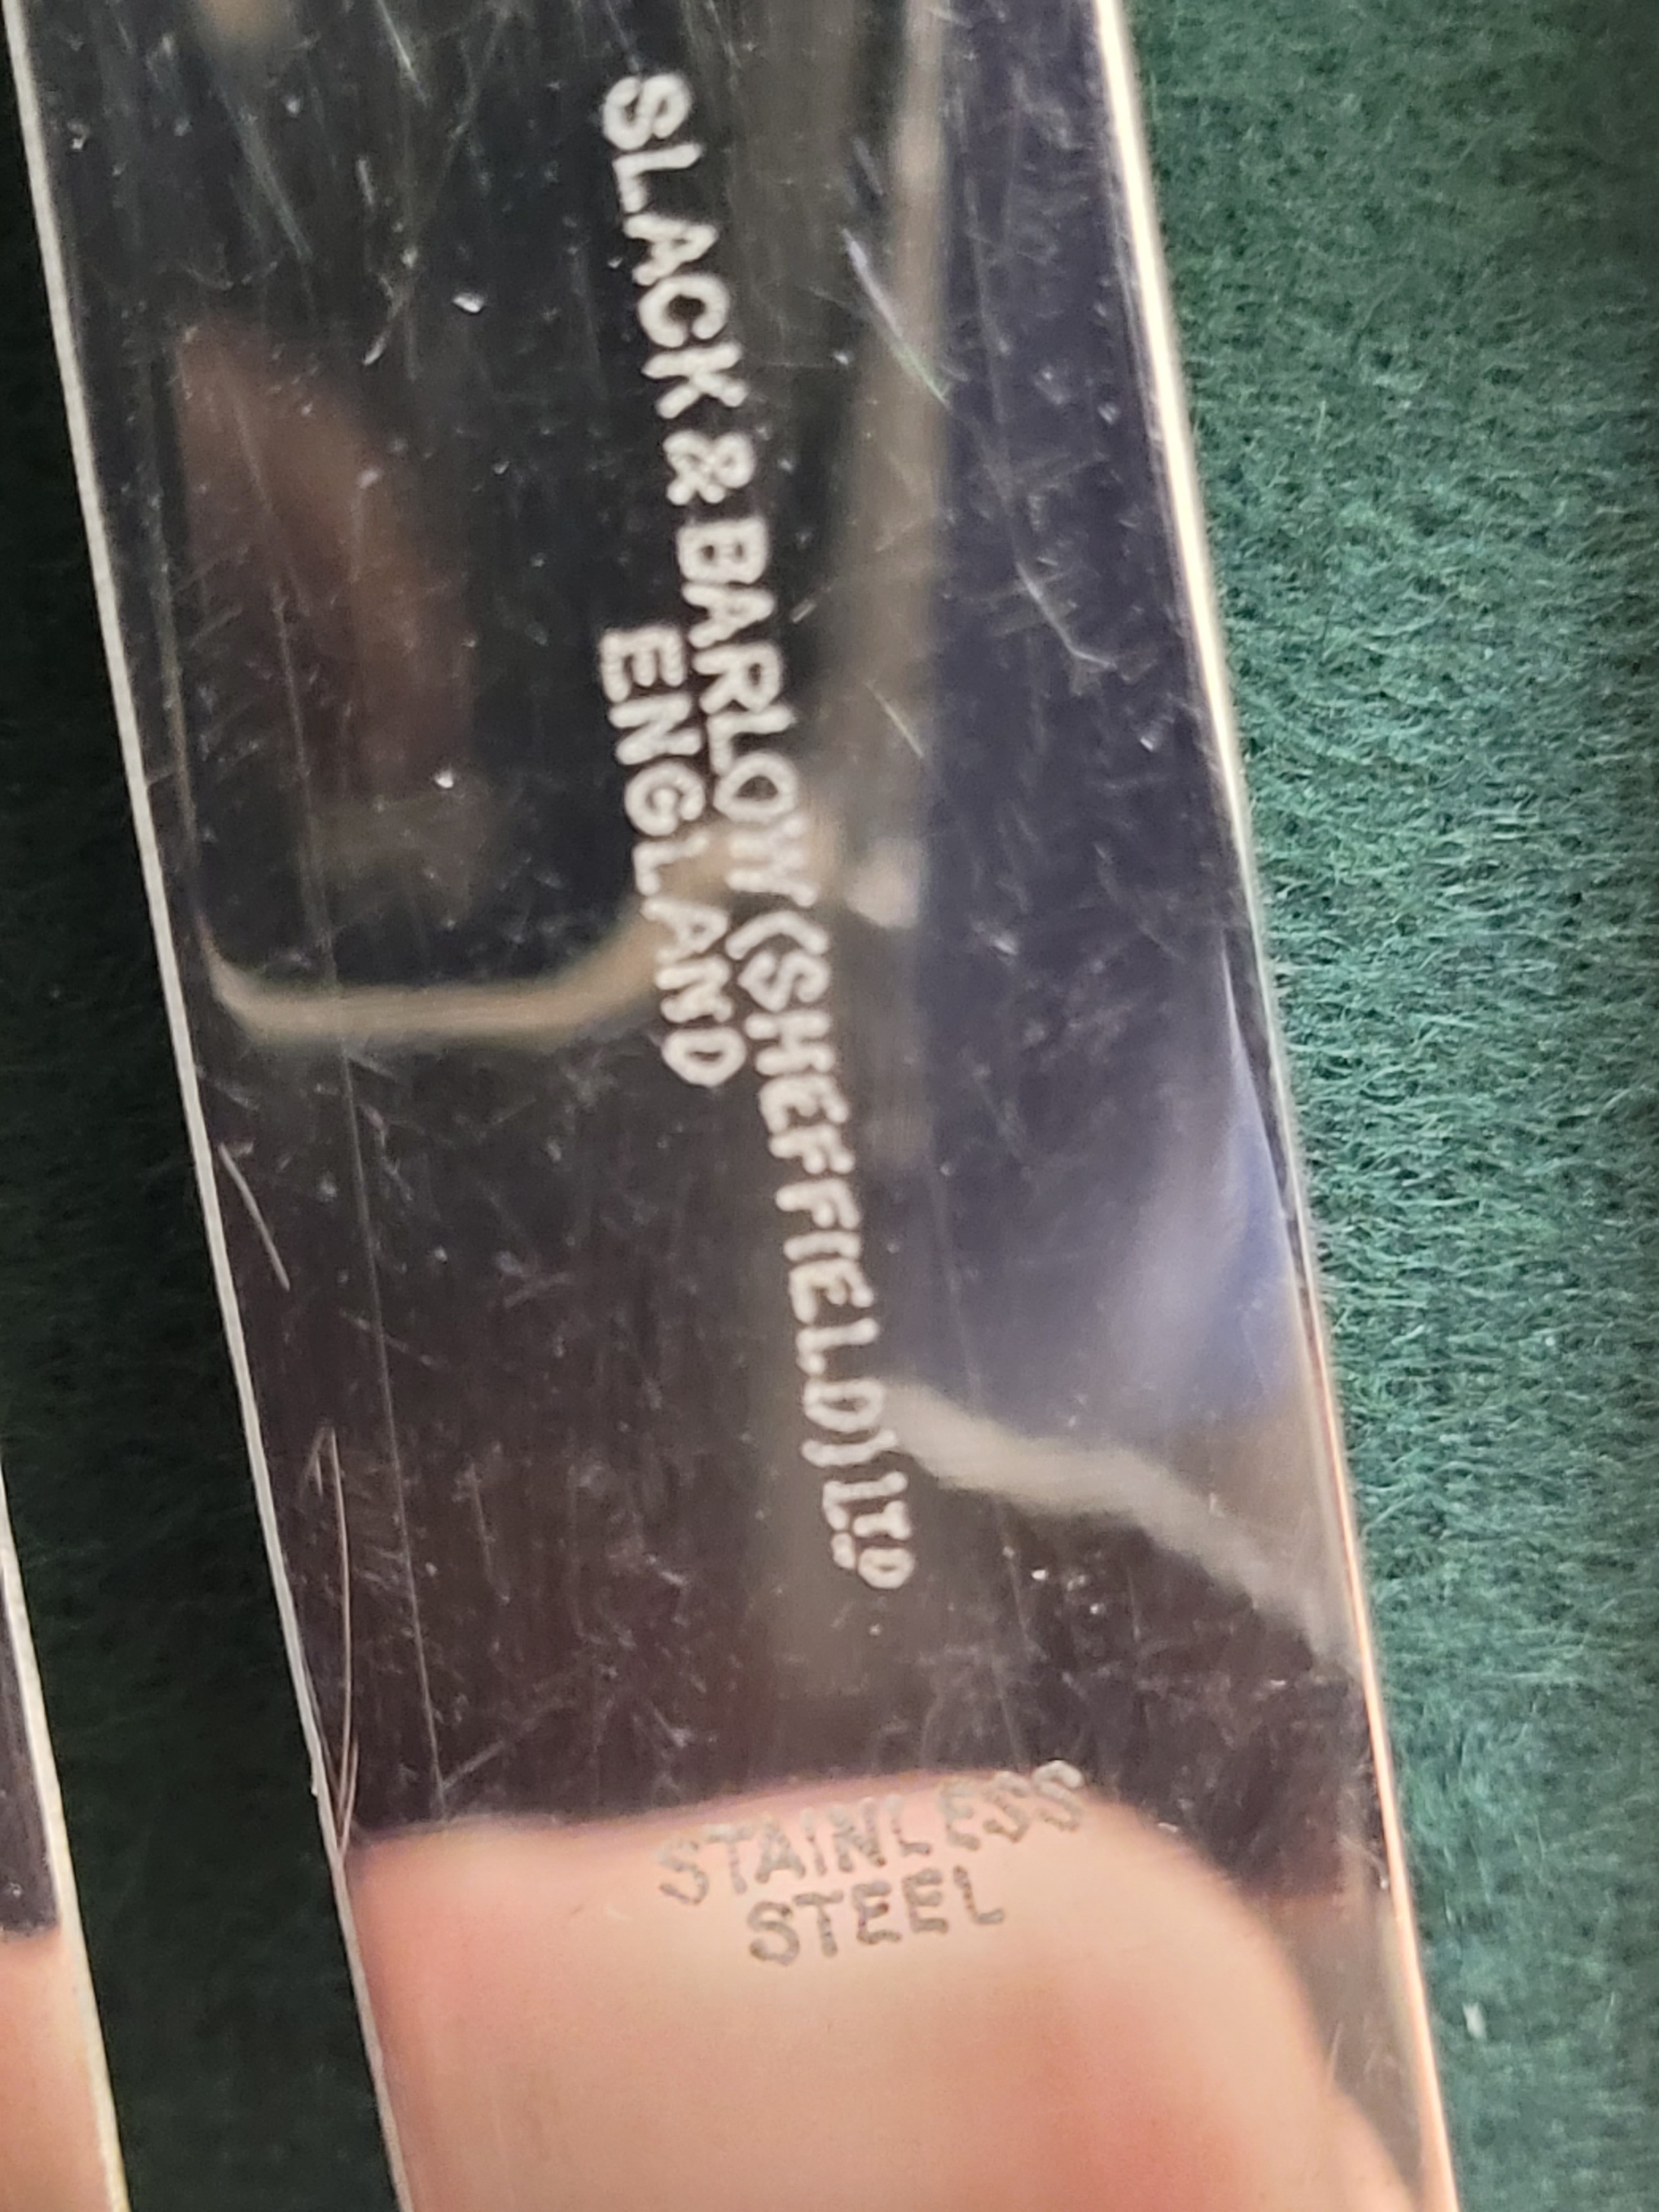 SLACK & BARLOW (SHEFFIELD) LTD
ENGLAND
STAINLESS
STEEL